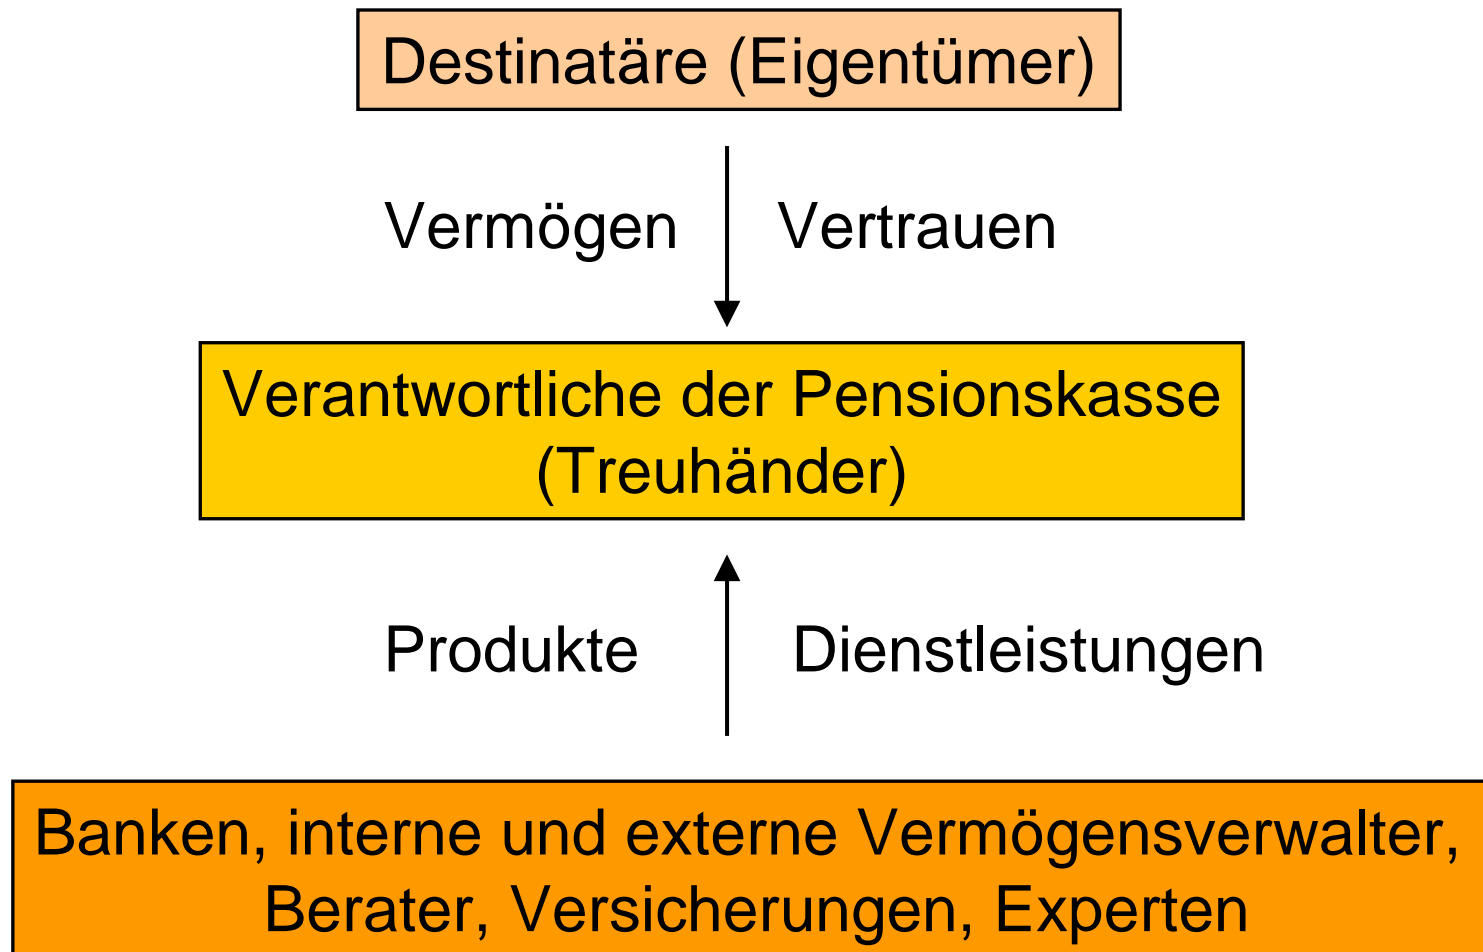 Destinatäre (Eigentümer)
Vermögen Vertrauen
Verantwortliche der Pensionskasse
(Treuhänder)
Produkte Dienstleistungen
Banken, interne und externe Vermögensverwalter,
Berater, Versicherungen, Experten